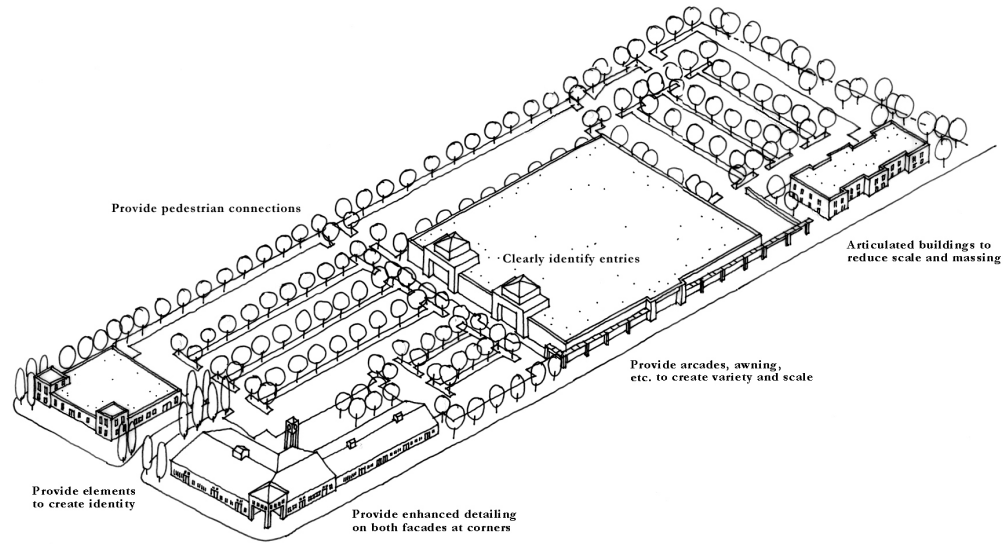 Provide pedestrian connections
Clearly identify entries
Articulated buildings to
reduce scale and massing
Provide arcades, awning,
etc. to create variety and scale
Provide elements
to create identity
Provide enhanced detailing
on both facades at corners